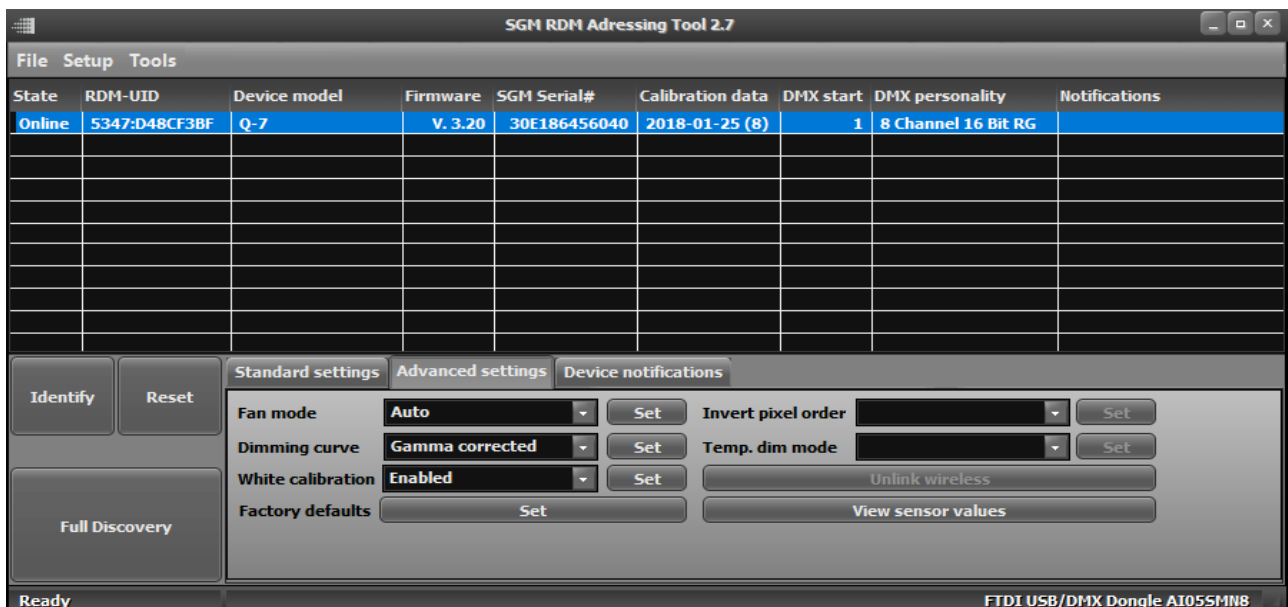 SGM RDM Adressing Tool 2.7
File Setup Tools
State RDM-UID Device model Firmware SGM Serial# Calibration data DMX start DMX personality Notifications
Online 5347:D48CF3BF Q-7 V. 3.20 30E186456040 2018-01-25 (8) 1 8 Channel 16 Bit RG
Identify Reset
Full Discovery
Standard settings Advanced settings Device notifications
Fan mode Auto Set Invert pixel order Set
Dimming curve Gamma corrected Set Temp. dim mode Set
White calibration Enabled Set Unlink wireless
Factory defaults Set View sensor values
Ready FTDI USB/DMX Dongle AI05SMN8